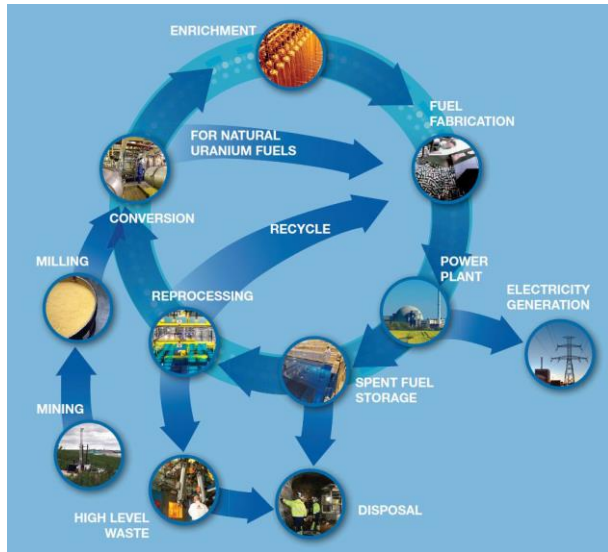 ENRICHMENT
FUEL
FABRICATION
FOR NATURAL
URANIUM FUELS
CONVERSION
RECYCLE
MILLING
POWER
PLANT
ELECTRICITY
GENERATION
REPROCESSING
SPENT FUEL
STORAGE
MINING
HIGH LEVEL
WASTE
DISPOSAL